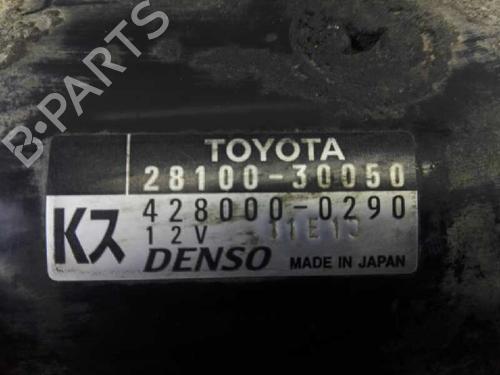 B-PARTS
TOYOTA
28100-30050
Kス 428000-0290
12V
DENSO MADE IN JAPAN